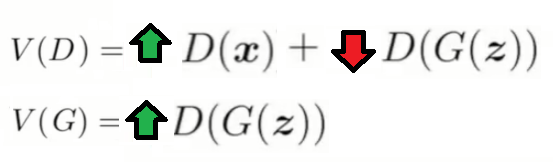 V(D) = D(x) + D(G(z))
V(G) = D(G(z))